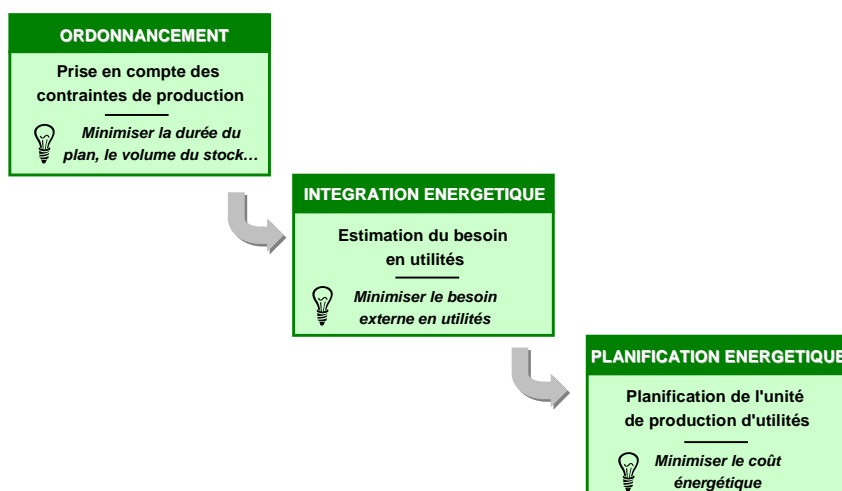 ORDONNANCEMENT
Prise en compte des
contraintes de production
Minimiser la durée du
plan, le volume du stock…
INTEGRATION ENERGETIQUE
Estimation du besoin
en utilités
Minimiser le besoin
externe en utilités
PLANIFICATION ENERGETIQUE
Planification de l'unité
de production d'utilités
Minimiser le coût
énergétique